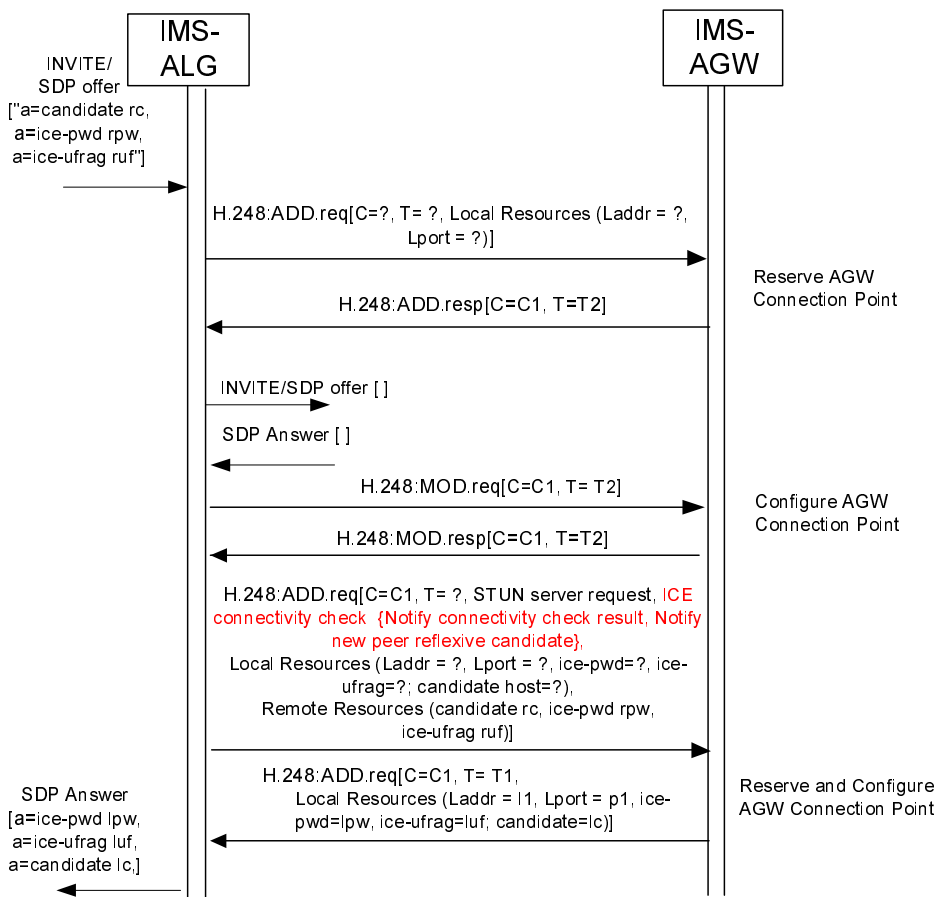 IMS-
ALG
IMS-
AGW
INVITE/
SDP offer
["a=candidate rc,
a=ice-pwd rpw,
a=ice-ufrag ruf"]
H.248:ADD.req[C=?, T= ?, Local Resources (Laddr = ?,
Lport = ?)]
Reserve AGW
Connection Point
H.248:ADD.resp[C=C1, T=T2]
INVITE/SDP offer [ ]
SDP Answer [ ]
H.248:MOD.req[C=C1, T= T2]
Configure AGW
Connection Point
H.248:MOD.resp[C=C1, T=T2]
H.248:ADD.req[C=C1, T= ?, STUN server request, ICE
connectivity check {Notify connectivity check result, Notify
new peer reflexive candidate},
Local Resources (Laddr = ?, Lport = ?, ice-pwd=?, ice-
ufrag=?; candidate host=?),
Remote Resources (candidate rc, ice-pwd rpw,
ice-ufrag ruf)]
H.248:ADD.req[C=C1, T= T1,
Local Resources (Laddr = l1, Lport = p1, ice-
pwd=lpw, ice-ufrag=luf; candidate=lc)]
Reserve and Configure
AGW Connection Point
SDP Answer
[a=ice-pwd lpw,
a=ice-ufrag luf,
a=candidate lc,]